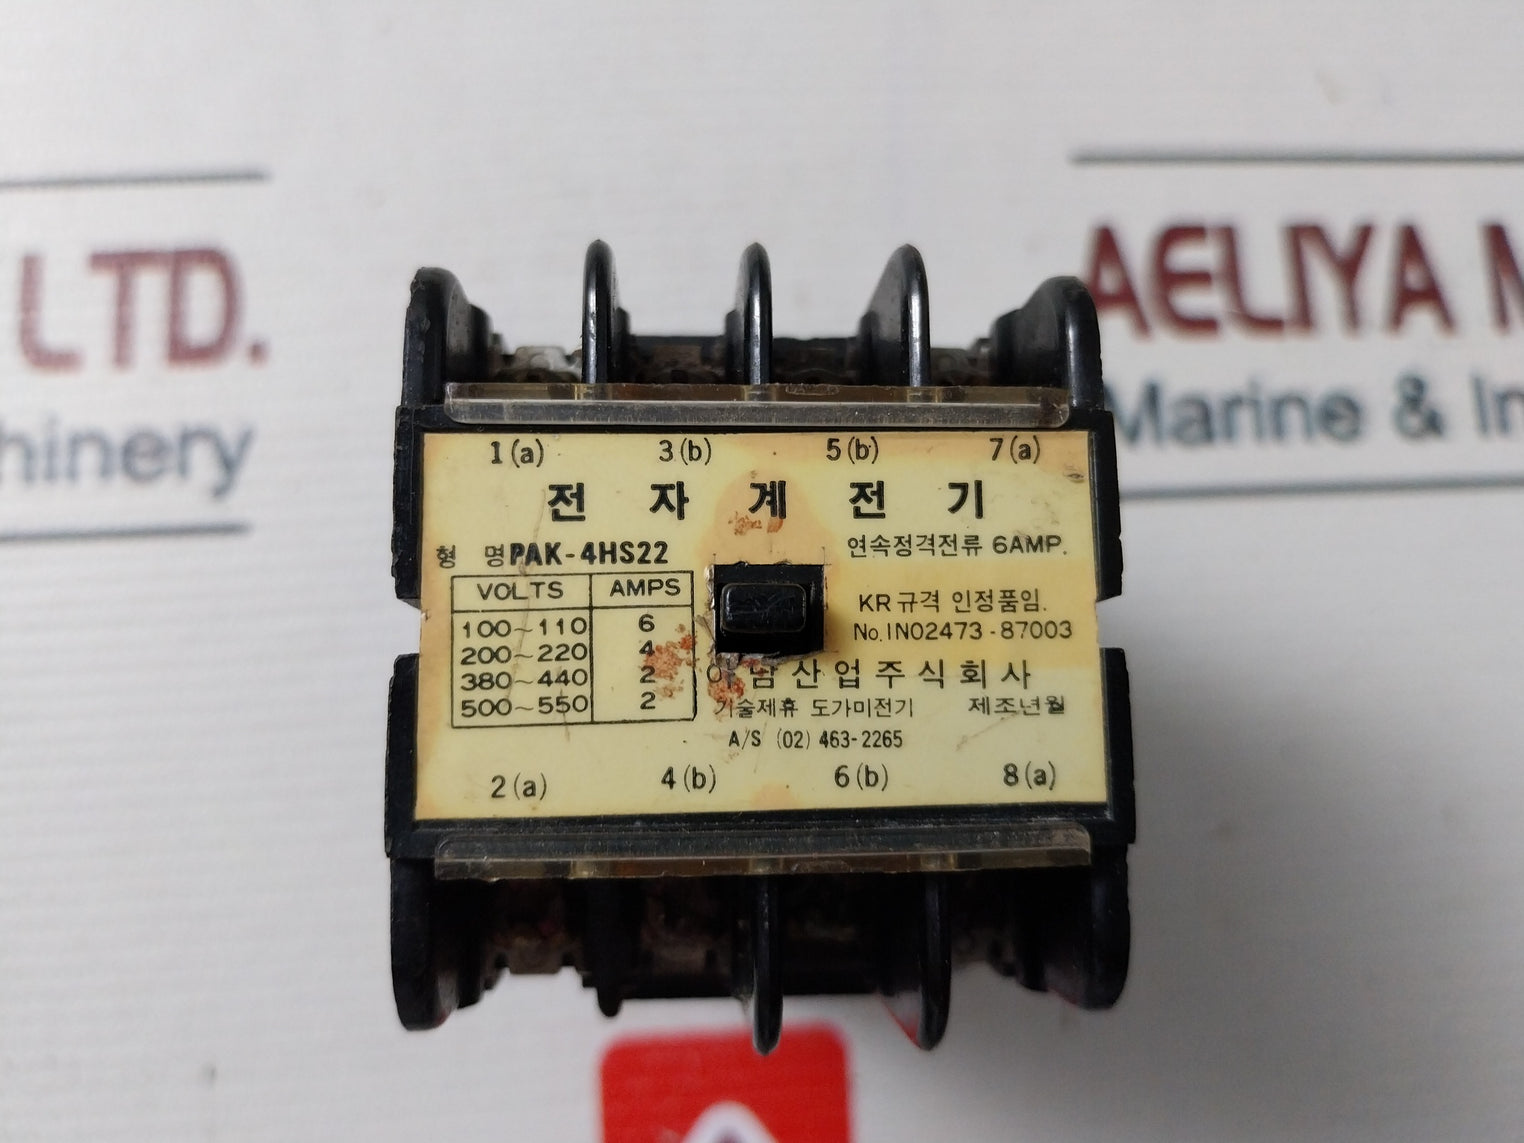 LTD.
hinery
AELIYA M
Marine & In
1(a) 3(b) 5(b) 7(a)
전 자 계 전 기
형 명 PAK-4HS22
연속정격전류 6AMP.
VOLTS AMPS
100~110 6
200~220 4
380~440 2
500~550 2
KR규격 인정품임.
No.IN02473-87003
남산업주식회사
기술제휴 도가미전기 제조년월
A/S (02) 463-2265
2(a) 4(b) 6(b) 8(a)